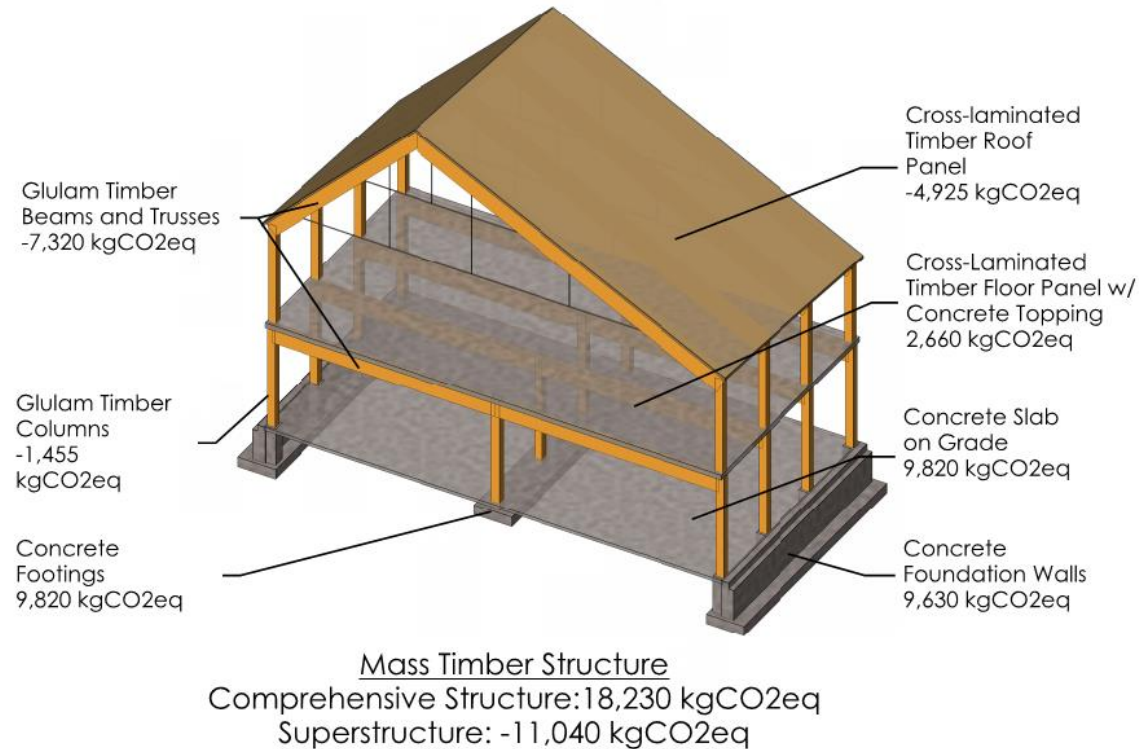 Cross-laminated
Timber Roof
Panel
-4,925 kgCO2eq
Glulam Timber
Beams and Trusses
-7,320 kgCO2eq
Cross-Laminated
Timber Floor Panel w/
Concrete Topping
2,660 kgCO2eq
Glulam Timber
Columns
-1,455
kgCO2eq
Concrete Slab
on Grade
9,820 kgCO2eq
Concrete
Footings
9,820 kgCO2eq
Concrete
Foundation Walls
9,630 kgCO2eq
Mass Timber Structure
Comprehensive Structure:18,230 kgCO2eq
Superstructure: -11,040 kgCO2eq